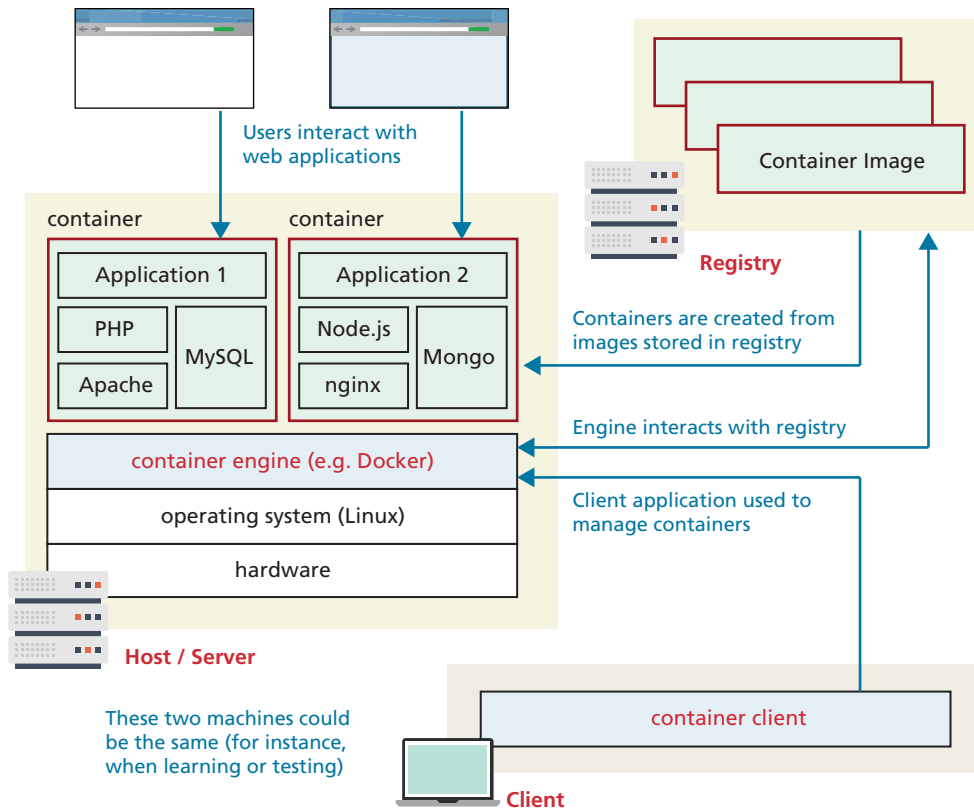 Users interact with
web applications
Container Image
Registry
container
container
Application 1
PHP
MySQL
Apache
Application 2
Node.js
Mongo
nginx
Containers are created from
images stored in registry
Engine interacts with registry
container engine (e.g. Docker)
Client application used to
manage containers
operating system (Linux)
hardware
Host / Server
These two machines could
be the same (for instance,
when learning or testing)
container client
Client